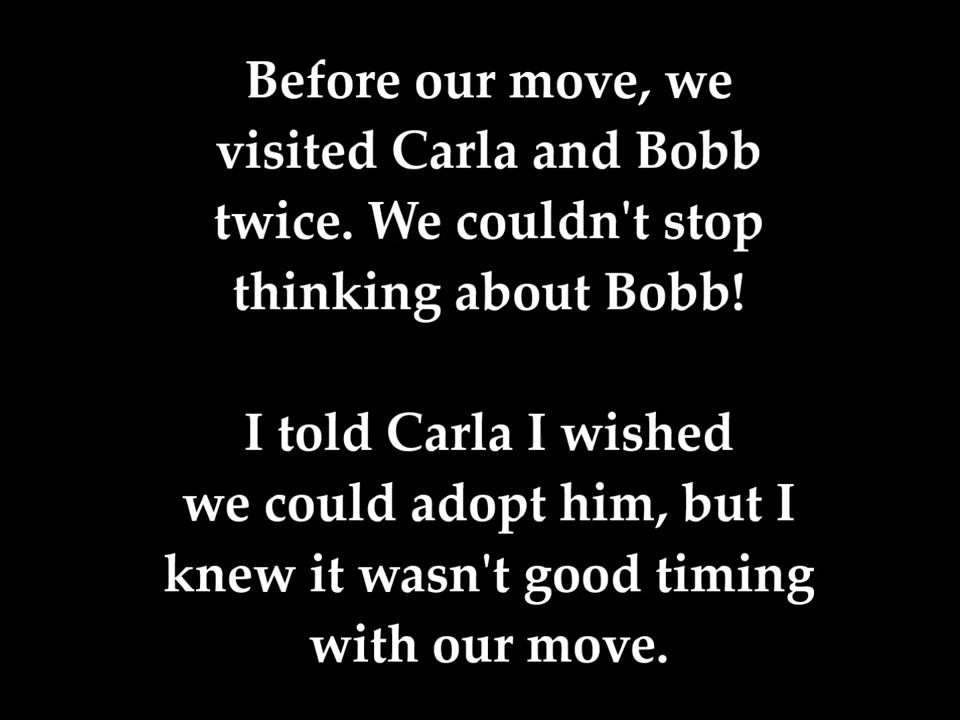 Before our move, we
visited Carla and Bobb
twice. We couldn't stop
thinking about Bobb!
I told Carla I wished
we could adopt him, but I
knew it wasn't good timing
with our move.